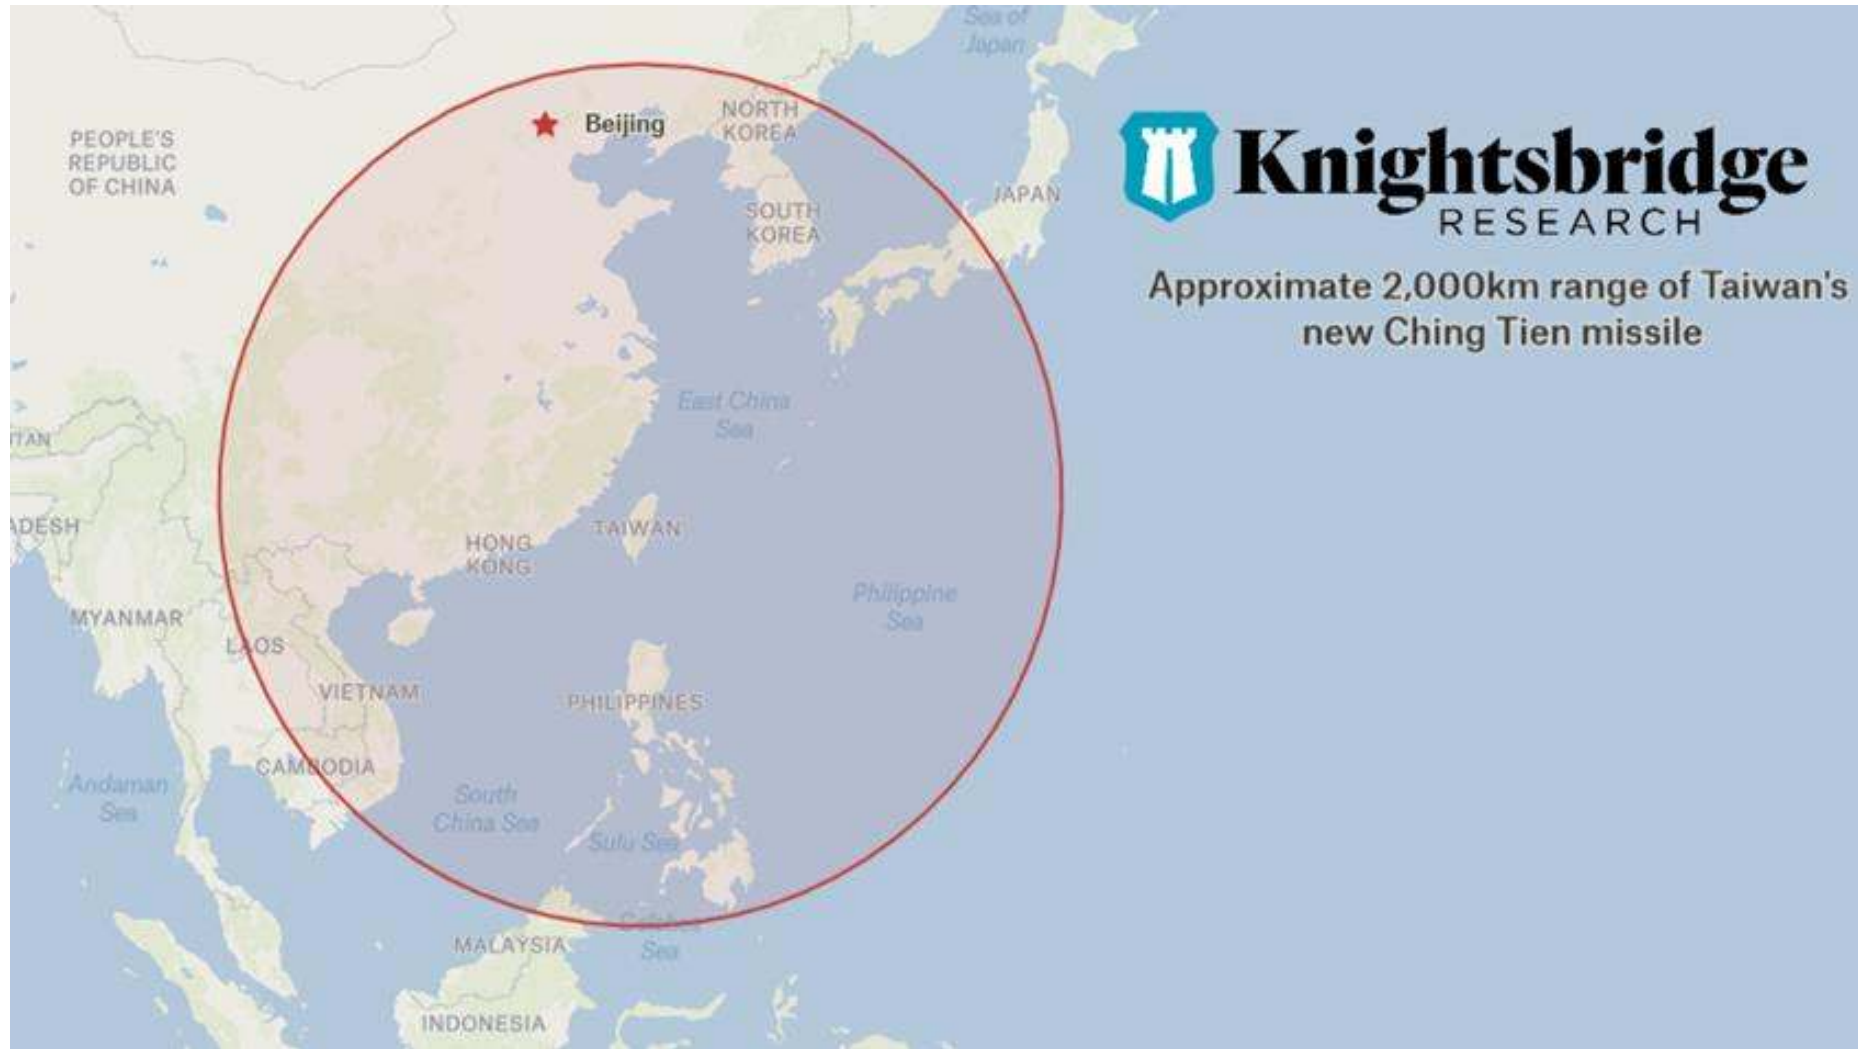 Sea of
Japan
PEOPLE'S
REPUBLIC
OF CHINA
Beijing
NORTH
KOREA
SOUTH
KOREA
JAPAN
Knightsbridge
RESEARCH
Approximate 2,000km range of Taiwan's
new Ching Tien missile
East China
Sea
TAN
ADESH
HONG
KONG
TAIWAN
MYANMAR
LAOS
VIETNAM
Philippine
Sea
PHILIPPINES
CAMBODIA
Andaman
Sea
South
China Sea
Sulu Sea
Sea
MALAYSIA
INDONESIA